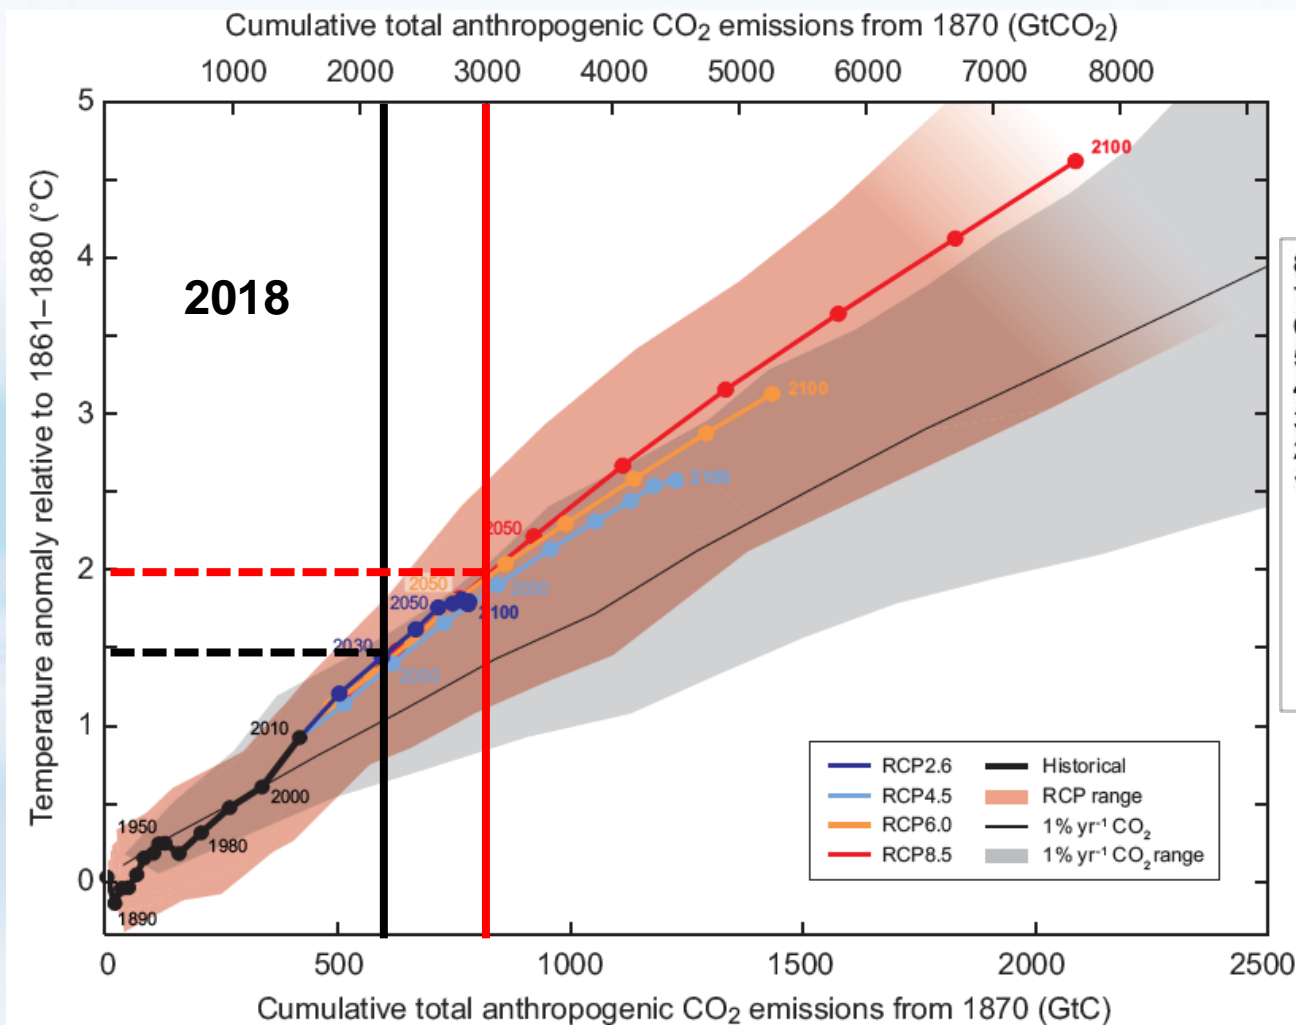 Cumulative total anthropogenic CO₂ emissions from 1870 (GtCO₂)
1000 2000 3000 4000 5000 6000 7000 8000
Temperature anomaly relative to 1861–1880 (°C)
5
4
3
2
1
0
2018
2100
2100
2100
2050
2050
2050
2050
2100
2030
2030
2010
2000
1950
1980
1890
RCP2.6
RCP4.5
RCP6.0
RCP8.5
Historical
RCP range
1% yr⁻¹ CO₂
1% yr⁻¹ CO₂ range
0 500 1000 1500 2000 2500
Cumulative total anthropogenic CO₂ emissions from 1870 (GtC)